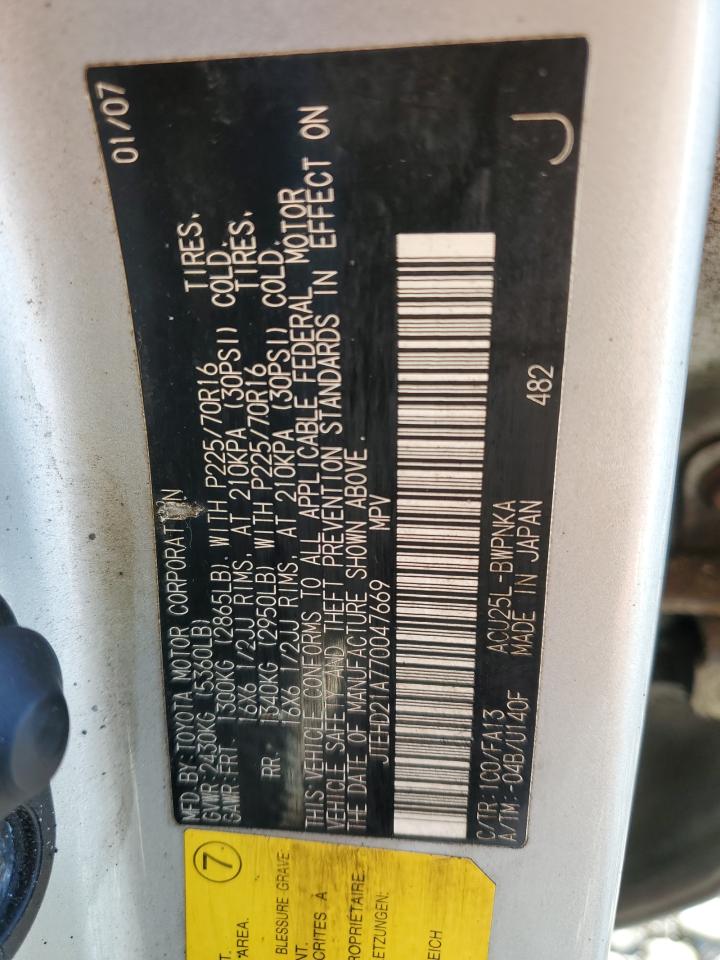 01/07
MFD.BY:TOYOTA MOTOR CORPORATION
GVWR:2430KG (5360LB)
GAWR:FRT. 1300KG (2865LB). WITH P225/70R16 TIRES.
16X6 1/2JJ RIMS, AT 210KPA (30PSI) COLD.
RR. 1340KG (2950LB) WITH P225/70R16 TIRES.
16X6 1/2JJ RIMS, AT 210KPA (30PSI) COLD.
THIS VEHICLE CONFORMS TO ALL APPLICABLE FEDERAL MOTOR
VEHICLE SAFETY AND THEFT PREVENTION STANDARDS IN EFFECT ON
THE DATE OF MANUFACTURE SHOWN ABOVE.
JTEHD21A770047669 MPV
C/TR:1C0/FA13 ACU25L-BWPNKA 482
A/TM:-04B/U140F MADE IN JAPAN
J
7
T.
AREA.
BLESSURE GRAVE
NT.
CRITES À
PROPRIÉTAIRE.
ETZUNGEN:
EICH